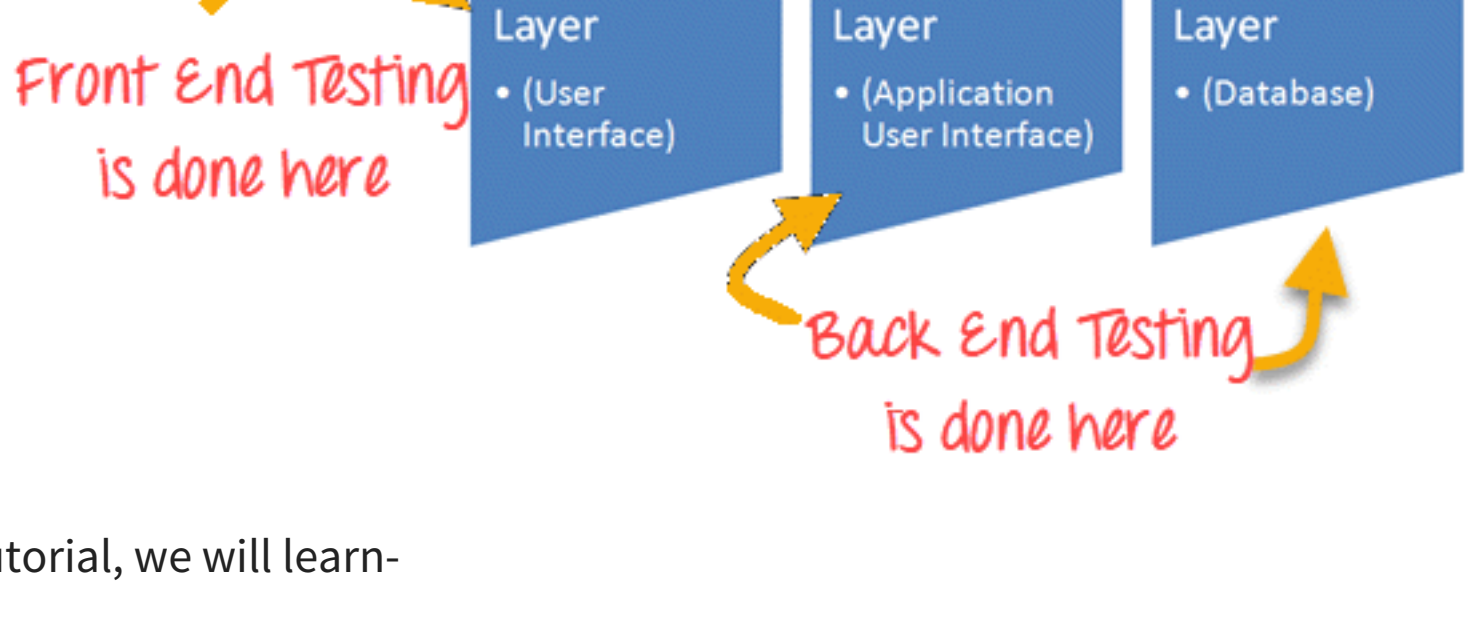 Layer
• (User
Interface)
Layer
• (Application
User Interface)
Layer
• (Database)
Front End Testing
is done here
Back End Testing
is done here
utorial, we will learn-